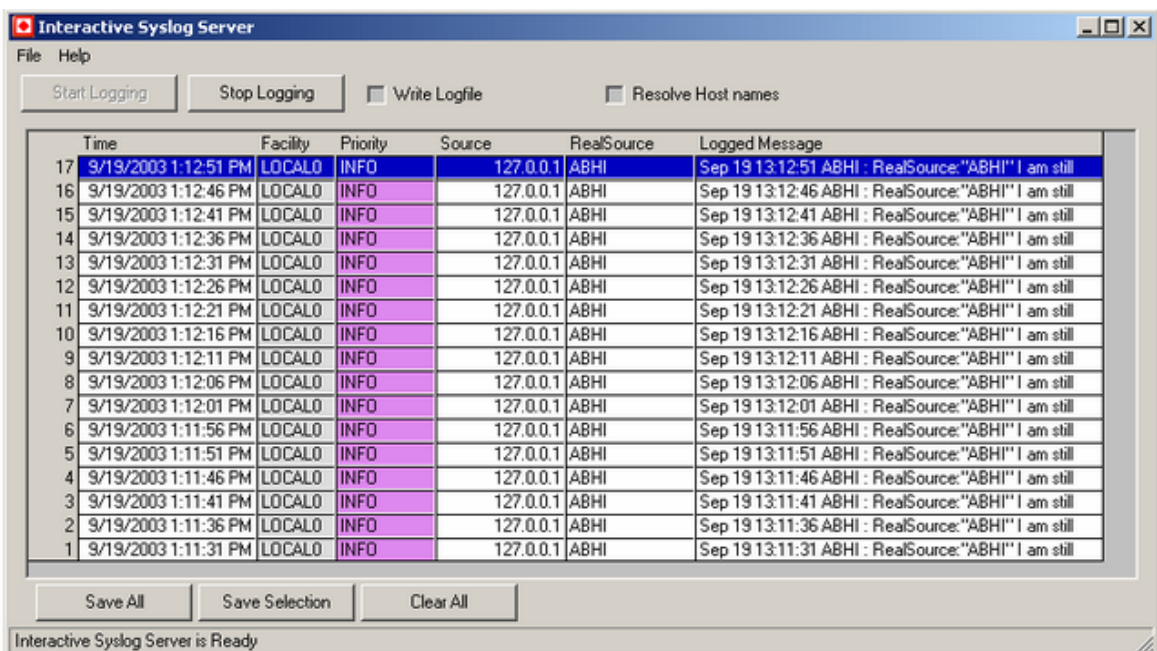 Interactive Syslog Server
File Help
Start Logging Stop Logging Write Logfile Resolve Host names
Time Facility Priority Source RealSource Logged Message
17 9/19/2003 1:12:51 PM LOCAL0 INFO 127.0.0.1 ABHI Sep 19 13:12:51 ABHI : RealSource:"ABHI" I am still
16 9/19/2003 1:12:46 PM LOCAL0 INFO 127.0.0.1 ABHI Sep 19 13:12:46 ABHI : RealSource:"ABHI" I am still
15 9/19/2003 1:12:41 PM LOCAL0 INFO 127.0.0.1 ABHI Sep 19 13:12:41 ABHI : RealSource:"ABHI" I am still
14 9/19/2003 1:12:36 PM LOCAL0 INFO 127.0.0.1 ABHI Sep 19 13:12:36 ABHI : RealSource:"ABHI" I am still
13 9/19/2003 1:12:31 PM LOCAL0 INFO 127.0.0.1 ABHI Sep 19 13:12:31 ABHI : RealSource:"ABHI" I am still
12 9/19/2003 1:12:26 PM LOCAL0 INFO 127.0.0.1 ABHI Sep 19 13:12:26 ABHI : RealSource:"ABHI" I am still
11 9/19/2003 1:12:21 PM LOCAL0 INFO 127.0.0.1 ABHI Sep 19 13:12:21 ABHI : RealSource:"ABHI" I am still
10 9/19/2003 1:12:16 PM LOCAL0 INFO 127.0.0.1 ABHI Sep 19 13:12:16 ABHI : RealSource:"ABHI" I am still
9 9/19/2003 1:12:11 PM LOCAL0 INFO 127.0.0.1 ABHI Sep 19 13:12:11 ABHI : RealSource:"ABHI" I am still
8 9/19/2003 1:12:06 PM LOCAL0 INFO 127.0.0.1 ABHI Sep 19 13:12:06 ABHI : RealSource:"ABHI" I am still
7 9/19/2003 1:12:01 PM LOCAL0 INFO 127.0.0.1 ABHI Sep 19 13:12:01 ABHI : RealSource:"ABHI" I am still
6 9/19/2003 1:11:56 PM LOCAL0 INFO 127.0.0.1 ABHI Sep 19 13:11:56 ABHI : RealSource:"ABHI" I am still
5 9/19/2003 1:11:51 PM LOCAL0 INFO 127.0.0.1 ABHI Sep 19 13:11:51 ABHI : RealSource:"ABHI" I am still
4 9/19/2003 1:11:46 PM LOCAL0 INFO 127.0.0.1 ABHI Sep 19 13:11:46 ABHI : RealSource:"ABHI" I am still
3 9/19/2003 1:11:41 PM LOCAL0 INFO 127.0.0.1 ABHI Sep 19 13:11:41 ABHI : RealSource:"ABHI" I am still
2 9/19/2003 1:11:36 PM LOCAL0 INFO 127.0.0.1 ABHI Sep 19 13:11:36 ABHI : RealSource:"ABHI" I am still
1 9/19/2003 1:11:31 PM LOCAL0 INFO 127.0.0.1 ABHI Sep 19 13:11:31 ABHI : RealSource:"ABHI" I am still
Save All Save Selection Clear All
Interactive Syslog Server is Ready